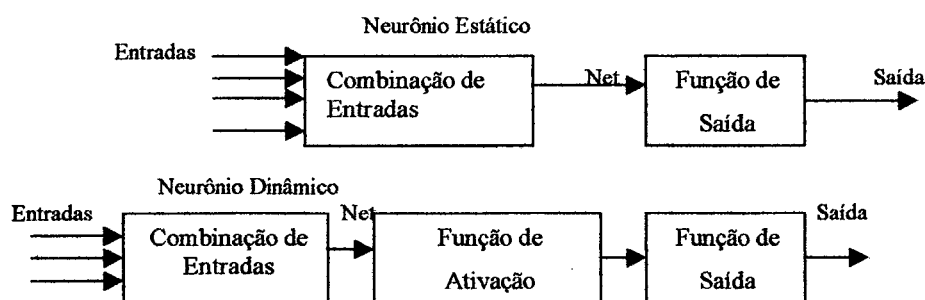 Neurônio Estático
Entradas
Combinação de
Entradas
Net
Função de
Saída
Saída
Neurônio Dinâmico
Entradas
Combinação de
Entradas
Net
Função de
Ativação
Função de
Saída
Saída